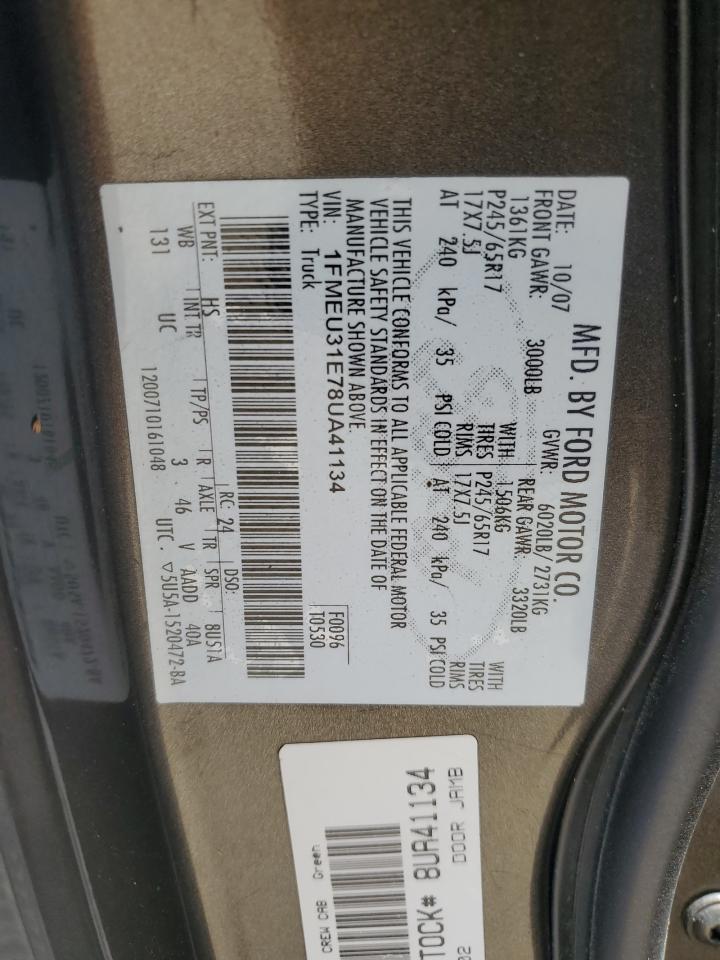 MFD. BY FORD MOTOR CO.
DATE: 10/07 GVWR: 6020LB/ 2731KG
FRONT GAWR: 3000LB REAR GAWR: 3320LB
1361KG WITH 1506KG WITH
P245/65R17 TIRES P245/65R17 TIRES
17X7.5J RIMS 17X7.5J RIMS
AT 240 kPa/ 35 PSI COLD AT 240 kPa/ 35 PSI COLD
THIS VEHICLE CONFORMS TO ALL APPLICABLE FEDERAL MOTOR
VEHICLE SAFETY STANDARDS IN EFFECT ON THE DATE OF
MANUFACTURE SHOWN ABOVE.
VIN: 1FMEU31E78UA41134 F0096
TYPE: Truck T0530
RC: 24 DSO:
EXT PNT: HS
WB INT TR TP/PS R AXLE TR SPR 8U51A
131 UC 3 46 V AADD 40A
1200710161048 UTC. ▽5U5A-1520472-BA
DOOR JAMB
TOCK# 8UA41134
CREW CAB Green